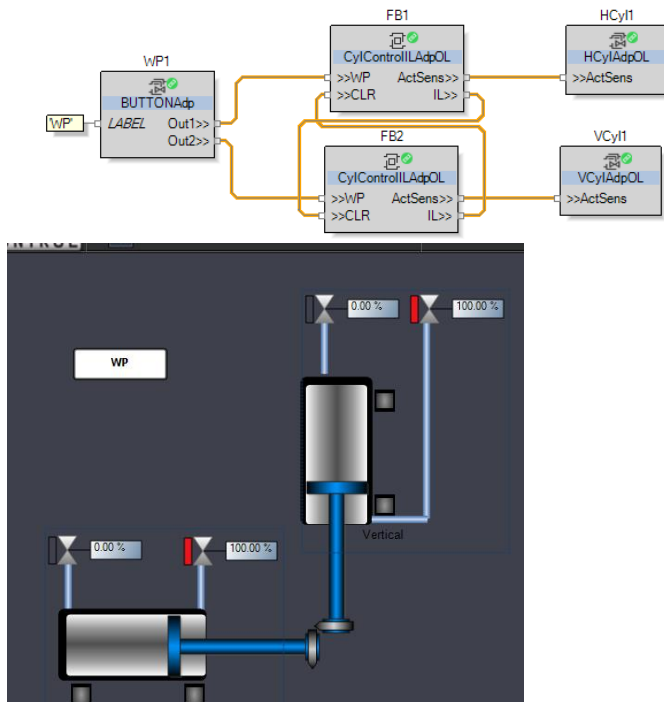 FB1
HCyl1
CylControlILAdpOL
HCylAdpOL
>>WP ActSens>>
>>ActSens
>>CLR IL>>
WP1
BUTTONAdp
'WP'
LABEL Out1>>
Out2>>
FB2
VCyl1
CylControlILAdpOL
VCylAdpOL
>>WP ActSens>>
>>ActSens
>>CLR IL>>
0.00 %
100.00 %
WP
Vertical
0.00 %
100.00 %